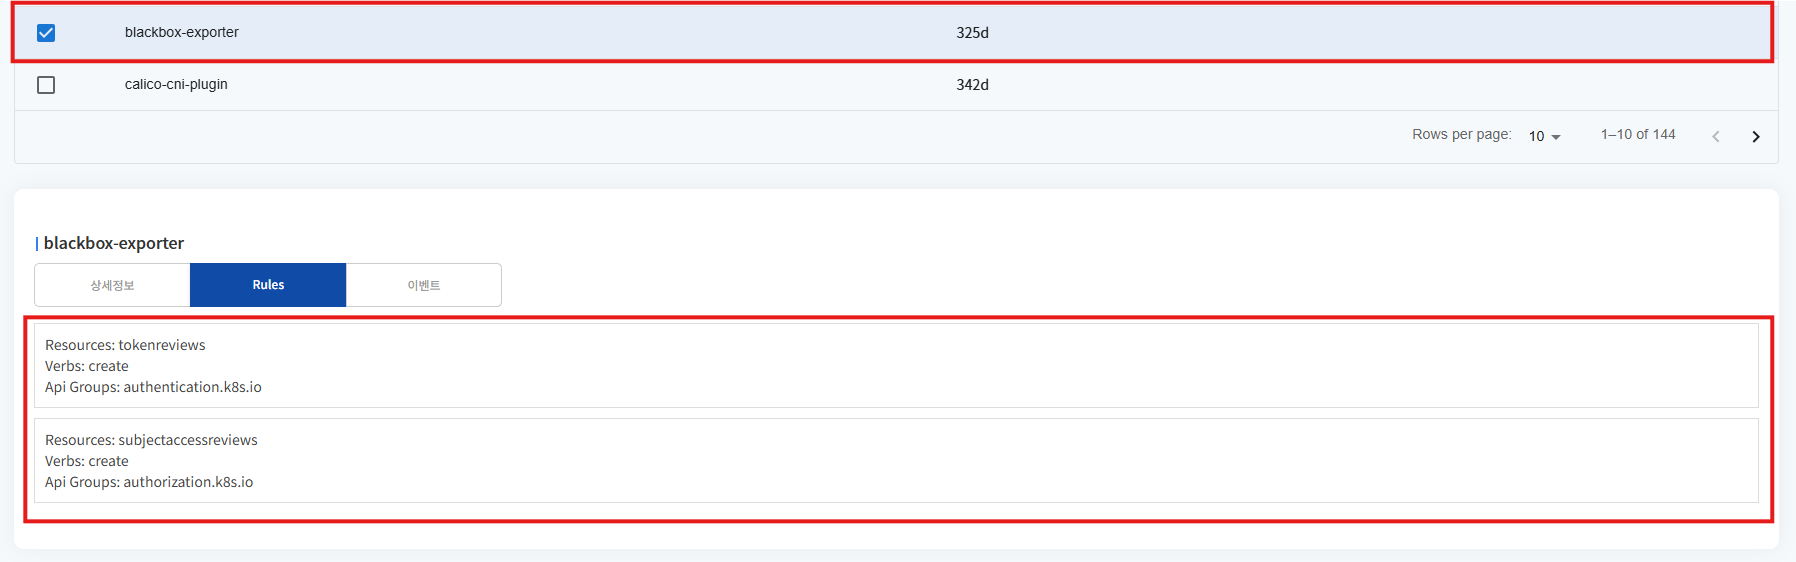 blackbox-exporter 325d
calico-cni-plugin 342d
Rows per page: 10 1–10 of 144
blackbox-exporter
상세정보 Rules 이벤트
Resources: tokenreviews
Verbs: create
Api Groups: authentication.k8s.io
Resources: subjectaccessreviews
Verbs: create
Api Groups: authorization.k8s.io